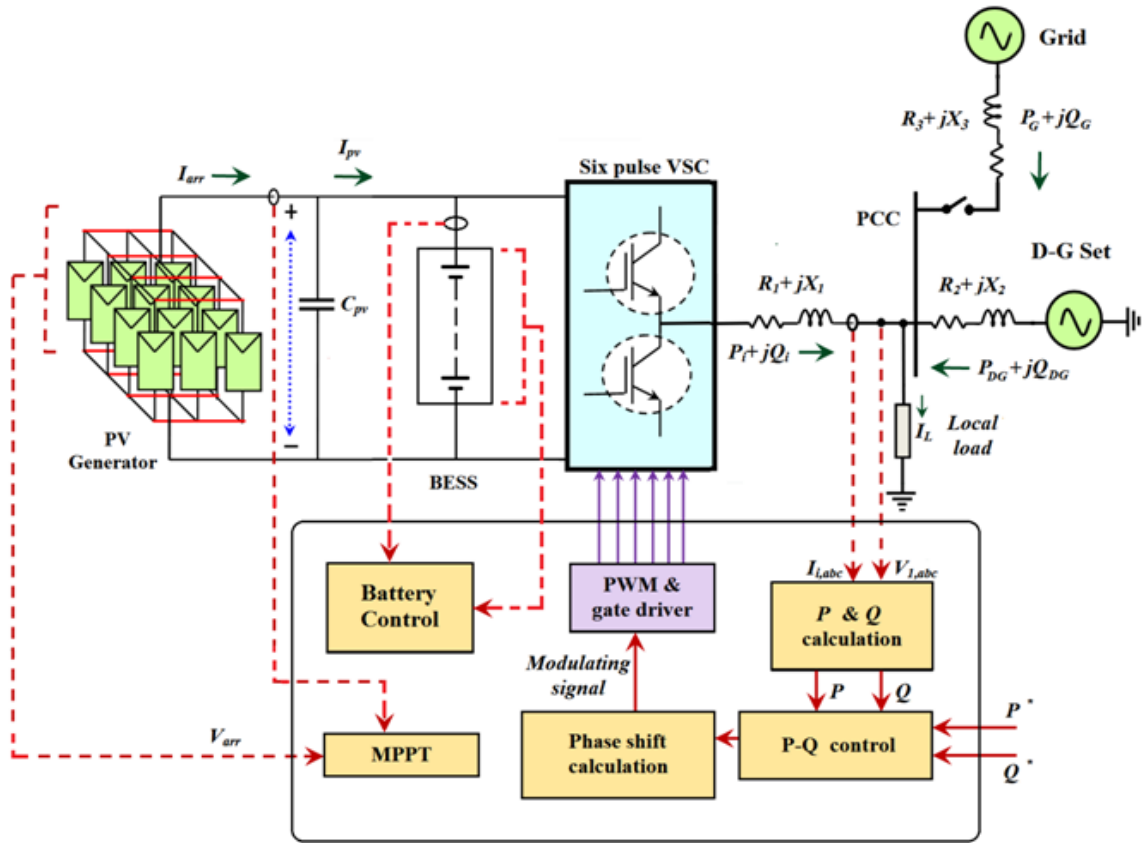 Grid
R3+ jX3
PG+ jQG
Ipv
Iarr
Six pulse VSC
PCC
D-G Set
+
Cpv
R1+ jX1
R2+ jX2
Pi+ jQi
PDG+ jQDG
−
PV
Generator
BESS
IL
Local
load
Ii,abc
V1,abc
Battery
Control
PWM &
gate driver
P & Q
calculation
Modulating
signal
P
Q
Varr
MPPT
Phase shift
calculation
P-Q control
P*
Q*